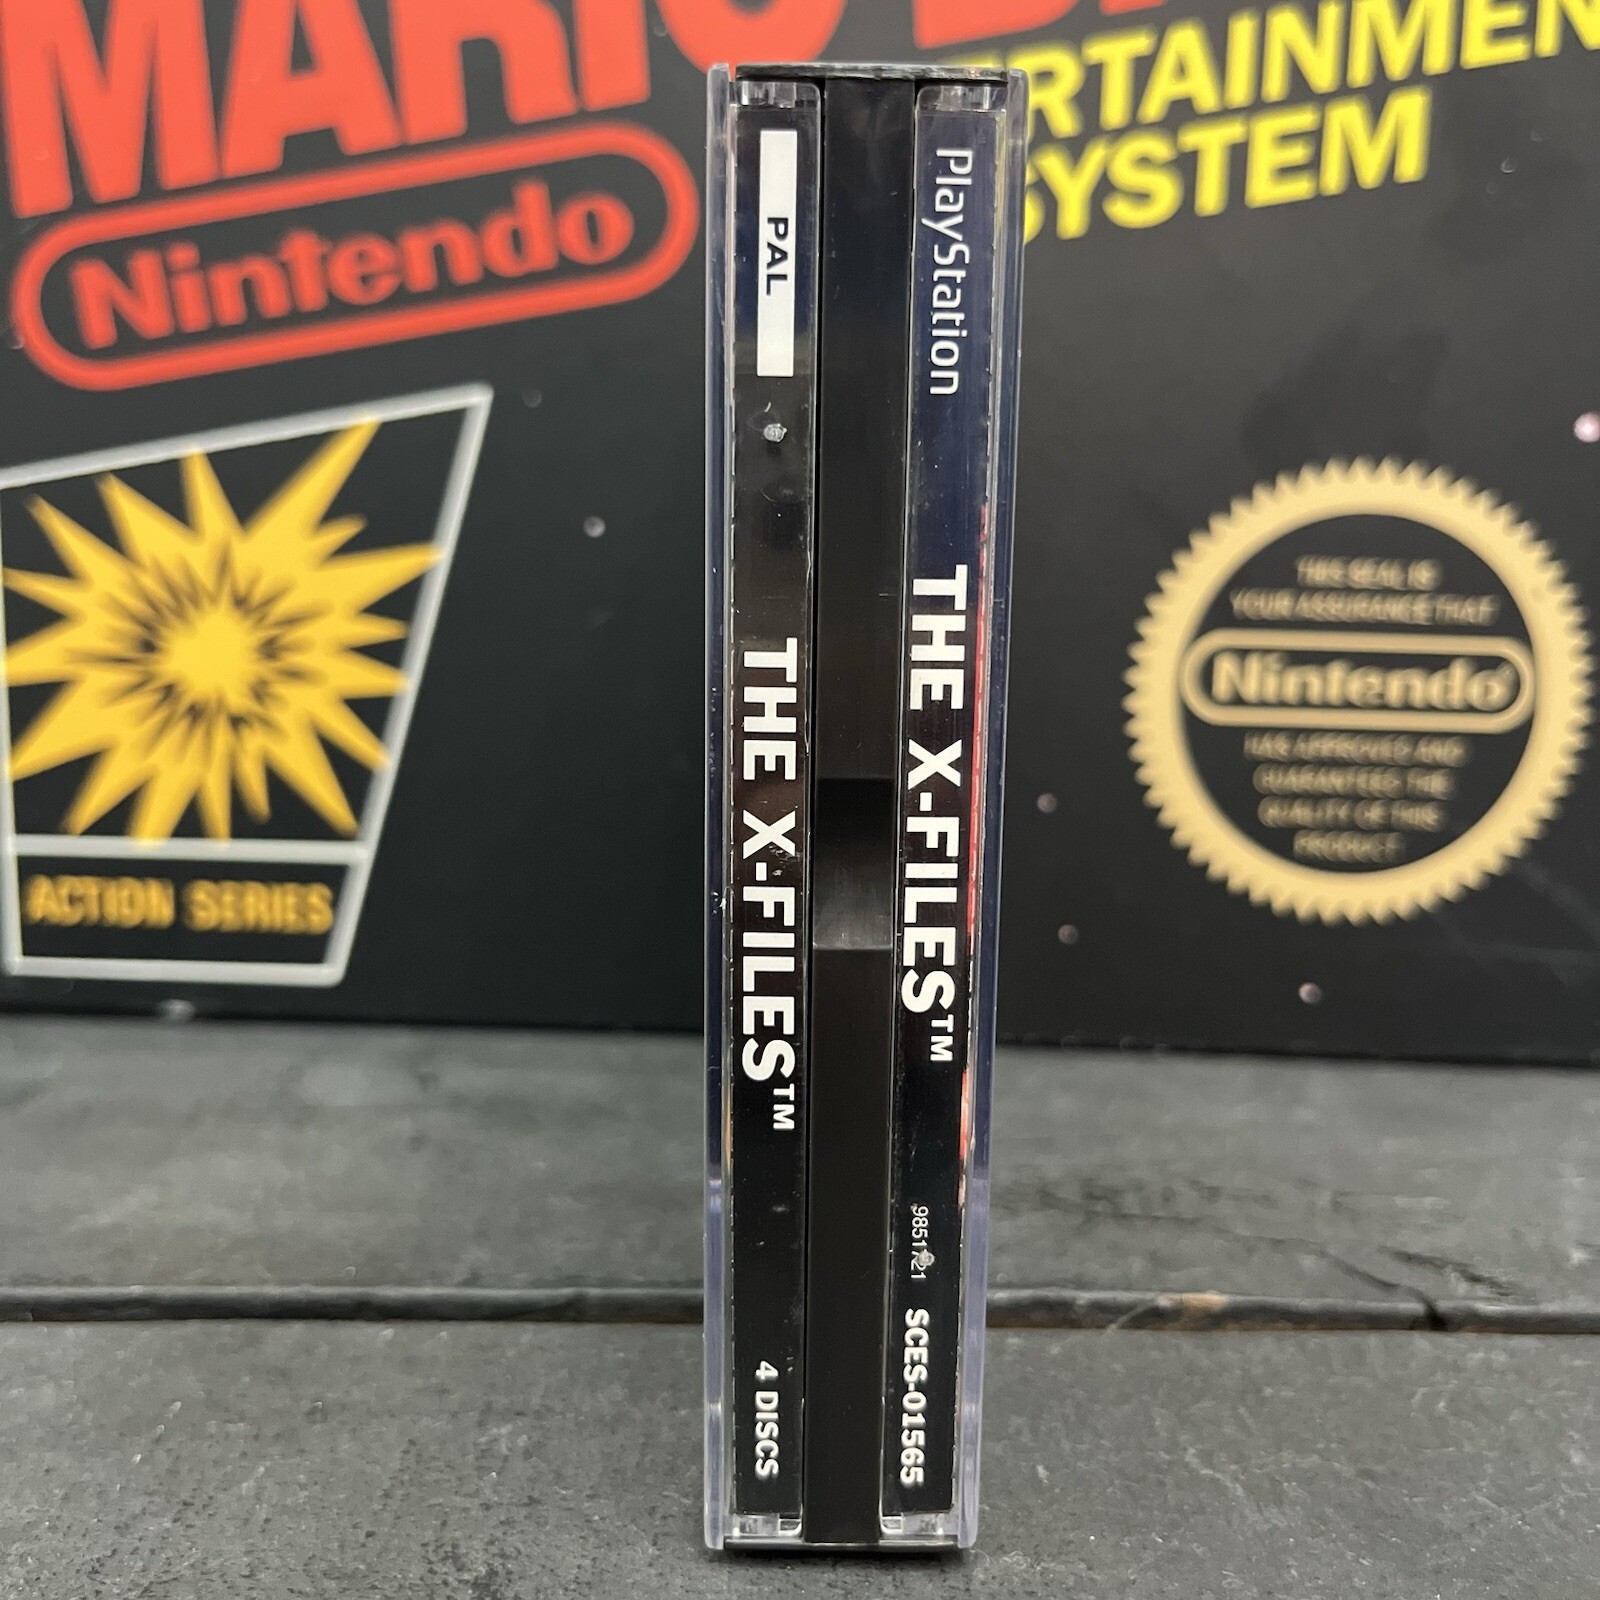 MARIO
Nintendo
ERTAINMEN
SYSTEM
ACTION SERIES
PAL
THE X-FILES™
4 DISCS
PlayStation
THE X-FILES™
SCES-01565
THIS SEAL IS
YOUR ASSURANCE THAT
Nintendo
HAS APPROVED AND
GUARANTEED THE
QUALITY OF THIS
PRODUCT